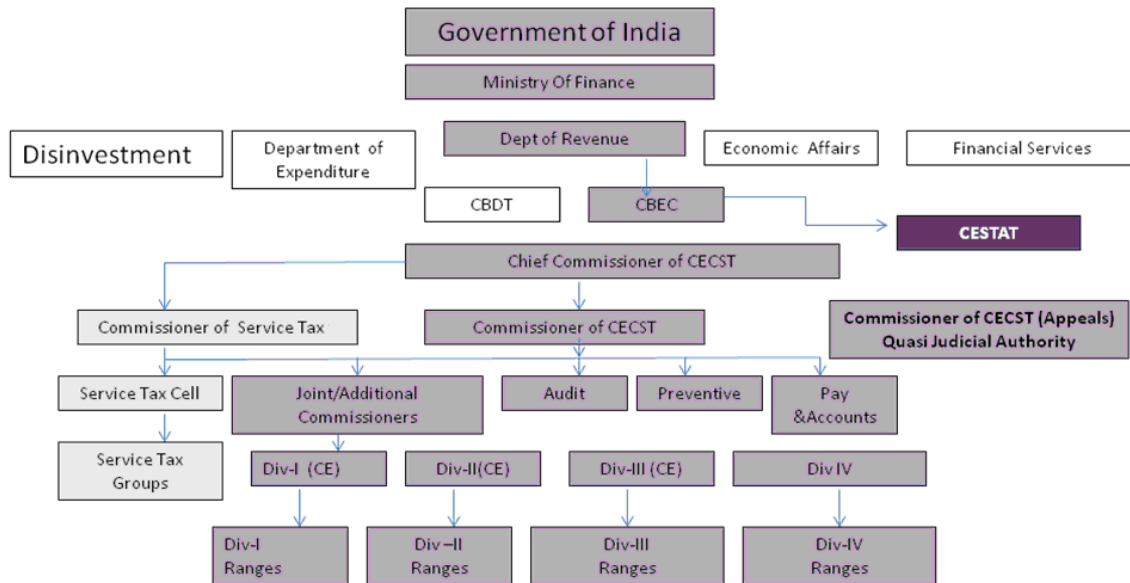 Government of India
Ministry Of Finance
Disinvestment
Department of
Expenditure
Dept of Revenue
Economic Affairs
Financial Services
CBDT
CBEC
CESTAT
Chief Commissioner of CECST
Commissioner of Service Tax
Commissioner of CECST
Commissioner of CECST (Appeals)
Quasi Judicial Authority
Service Tax Cell
Joint/Additional
Commissioners
Audit
Preventive
Pay
&Accounts
Service Tax
Groups
Div-I (CE)
Div-II(CE)
Div-III (CE)
Div IV
Div-I
Ranges
Div –II
Ranges
Div-III
Ranges
Div-IV
Ranges